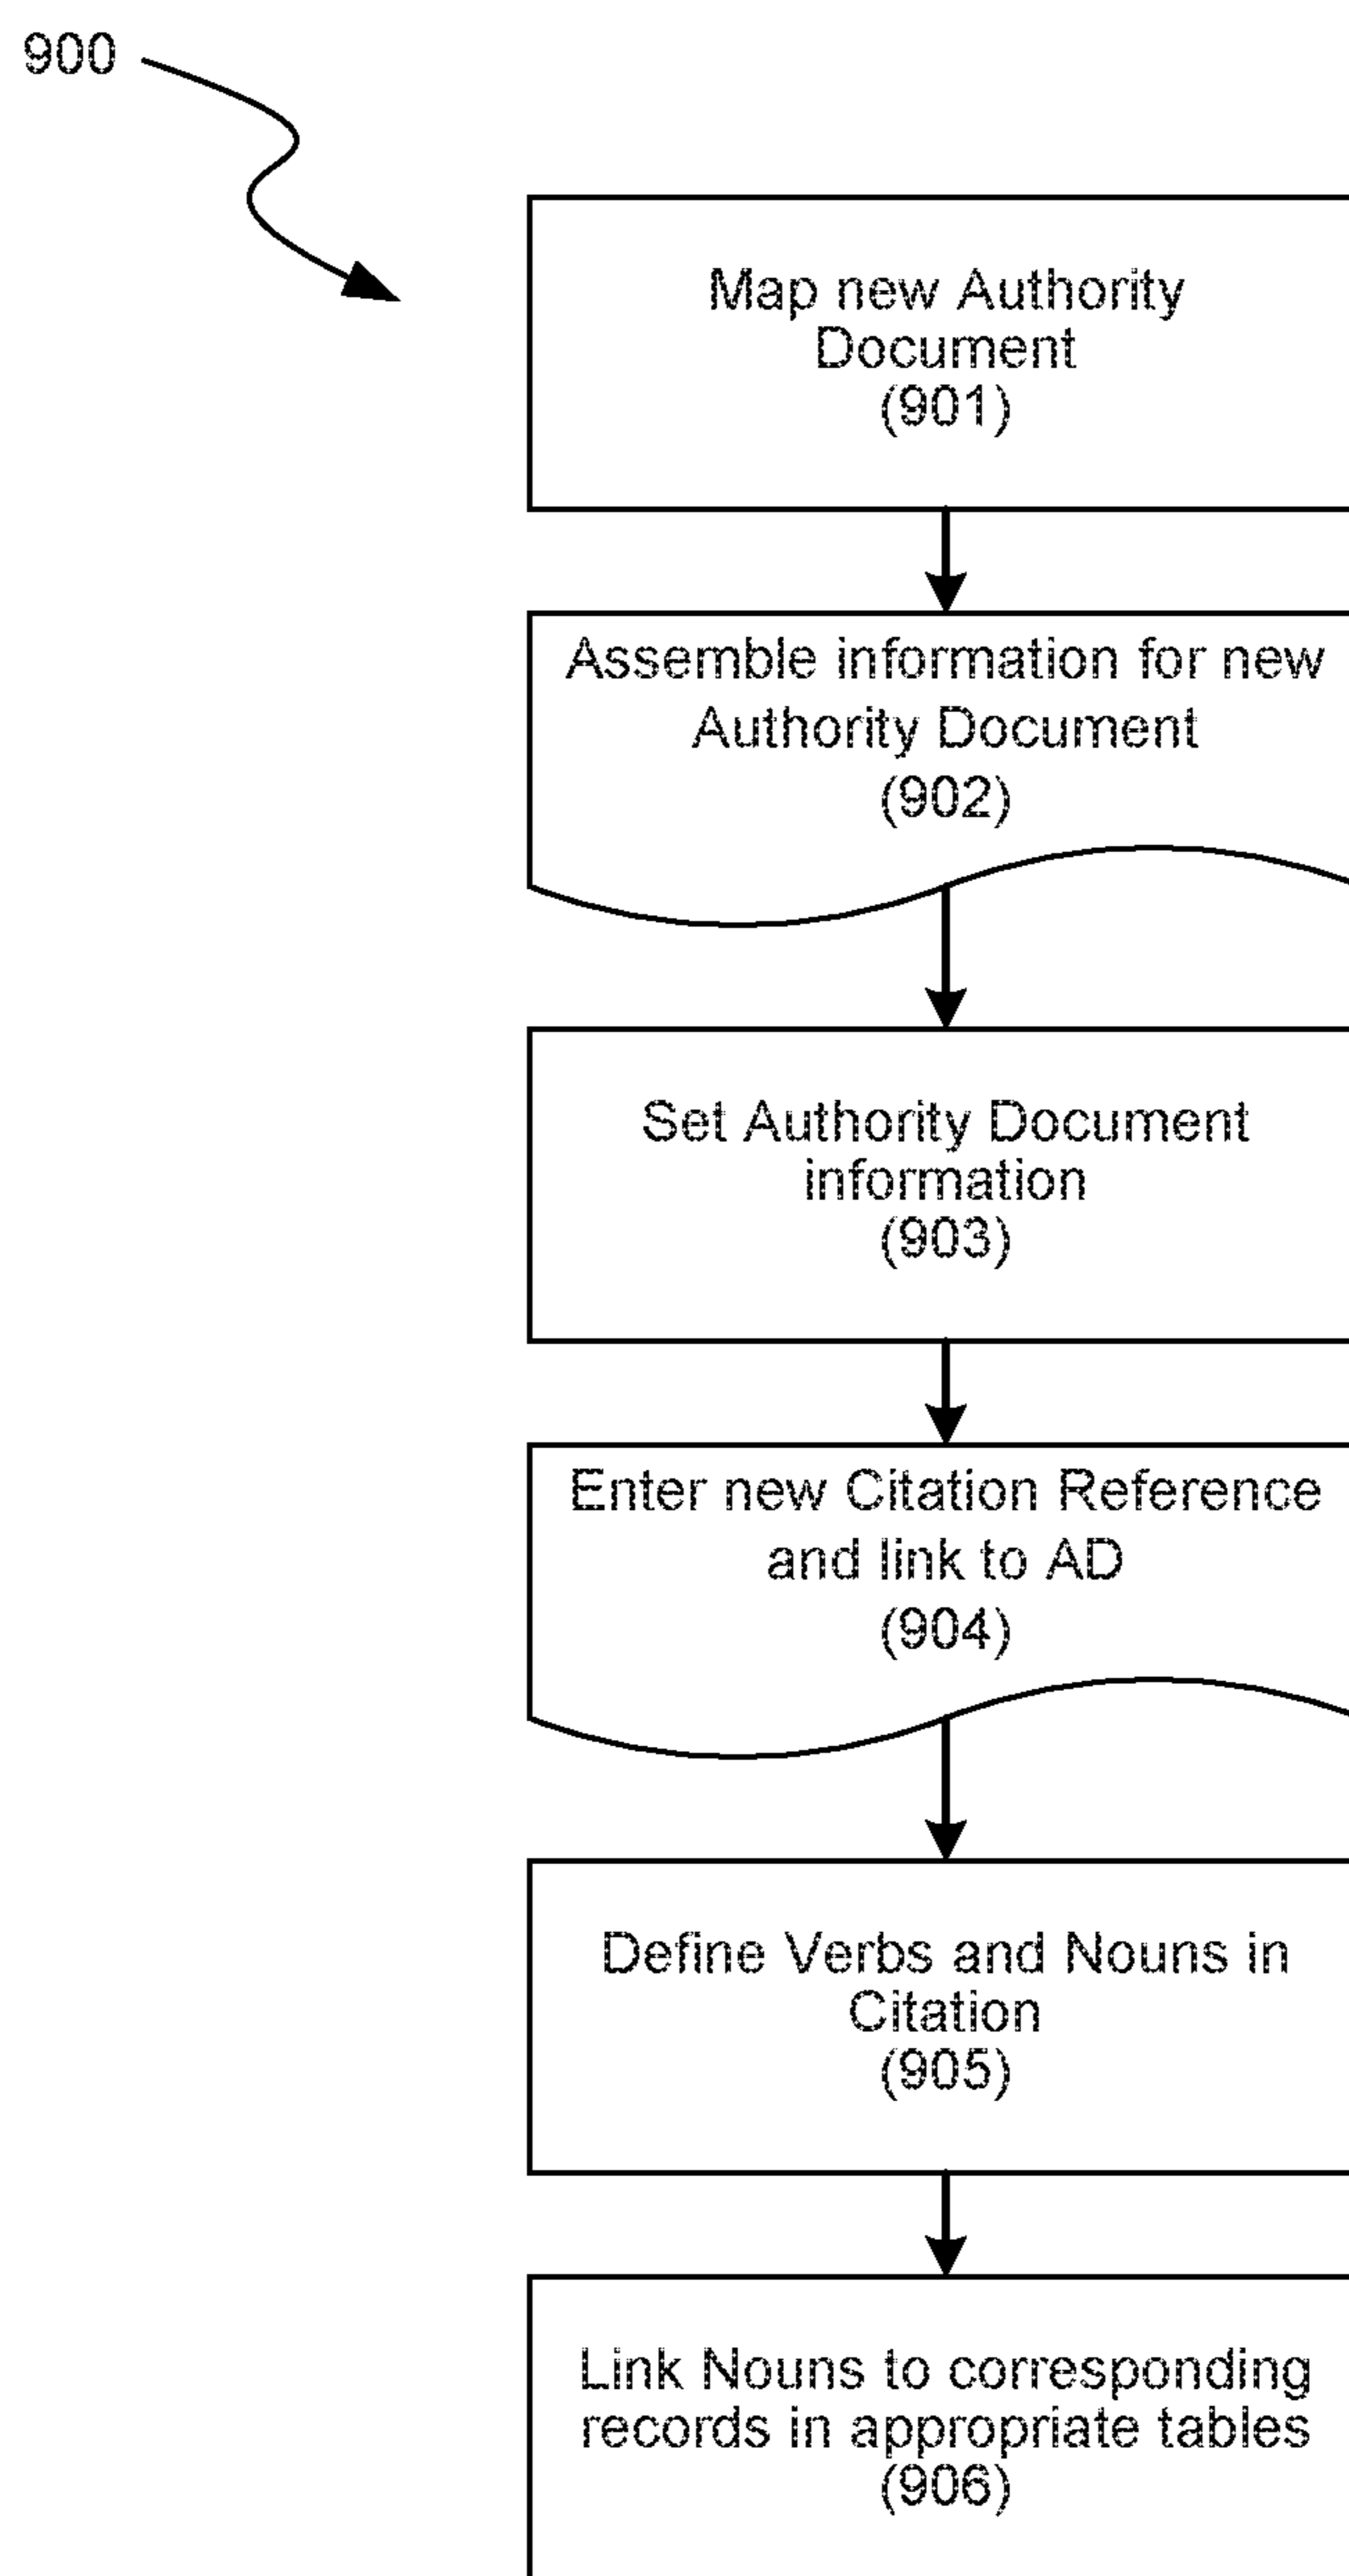 900
Map new Authority
Document
(901)
Assemble information for new
Authority Document
(902)
Set Authority Document
information
(903)
Enter new Citation Reference
and link to AD
(904)
Define Verbs and Nouns in
Citation
(905)
Link Nouns to corresponding
records in appropriate tables
(906)